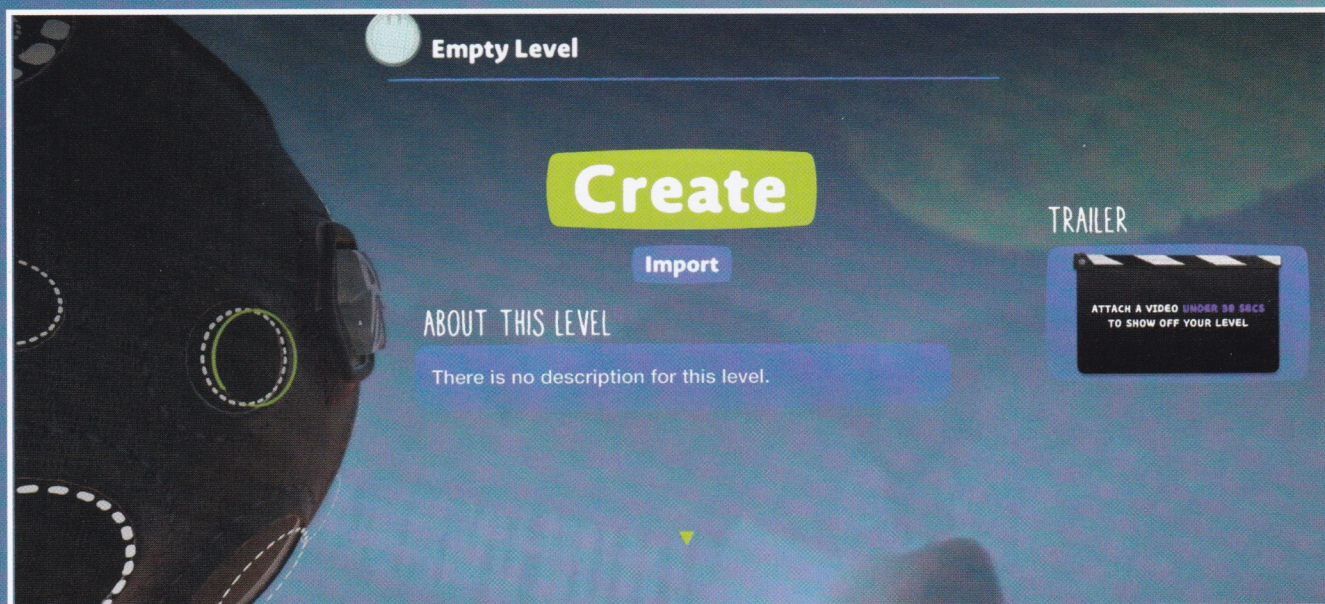 Empty Level
Create
Import
TRAILER
ATTACH A VIDEO UNDER 30 SECS
TO SHOW OFF YOUR LEVEL
ABOUT THIS LEVEL
There is no description for this level.